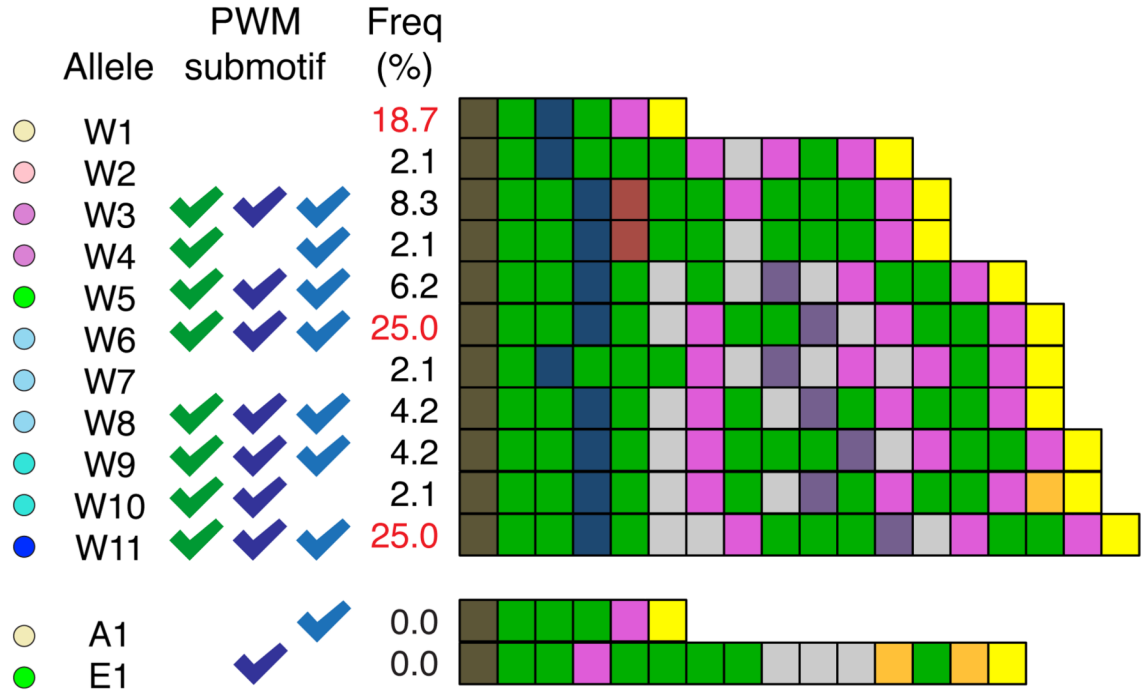 PWM Freq
Allele submotif (%)
W1 18.7
W2 2.1
W3 8.3
W4 2.1
W5 6.2
W6 25.0
W7 2.1
W8 4.2
W9 4.2
W10 2.1
W11 25.0
A1 0.0
E1 0.0